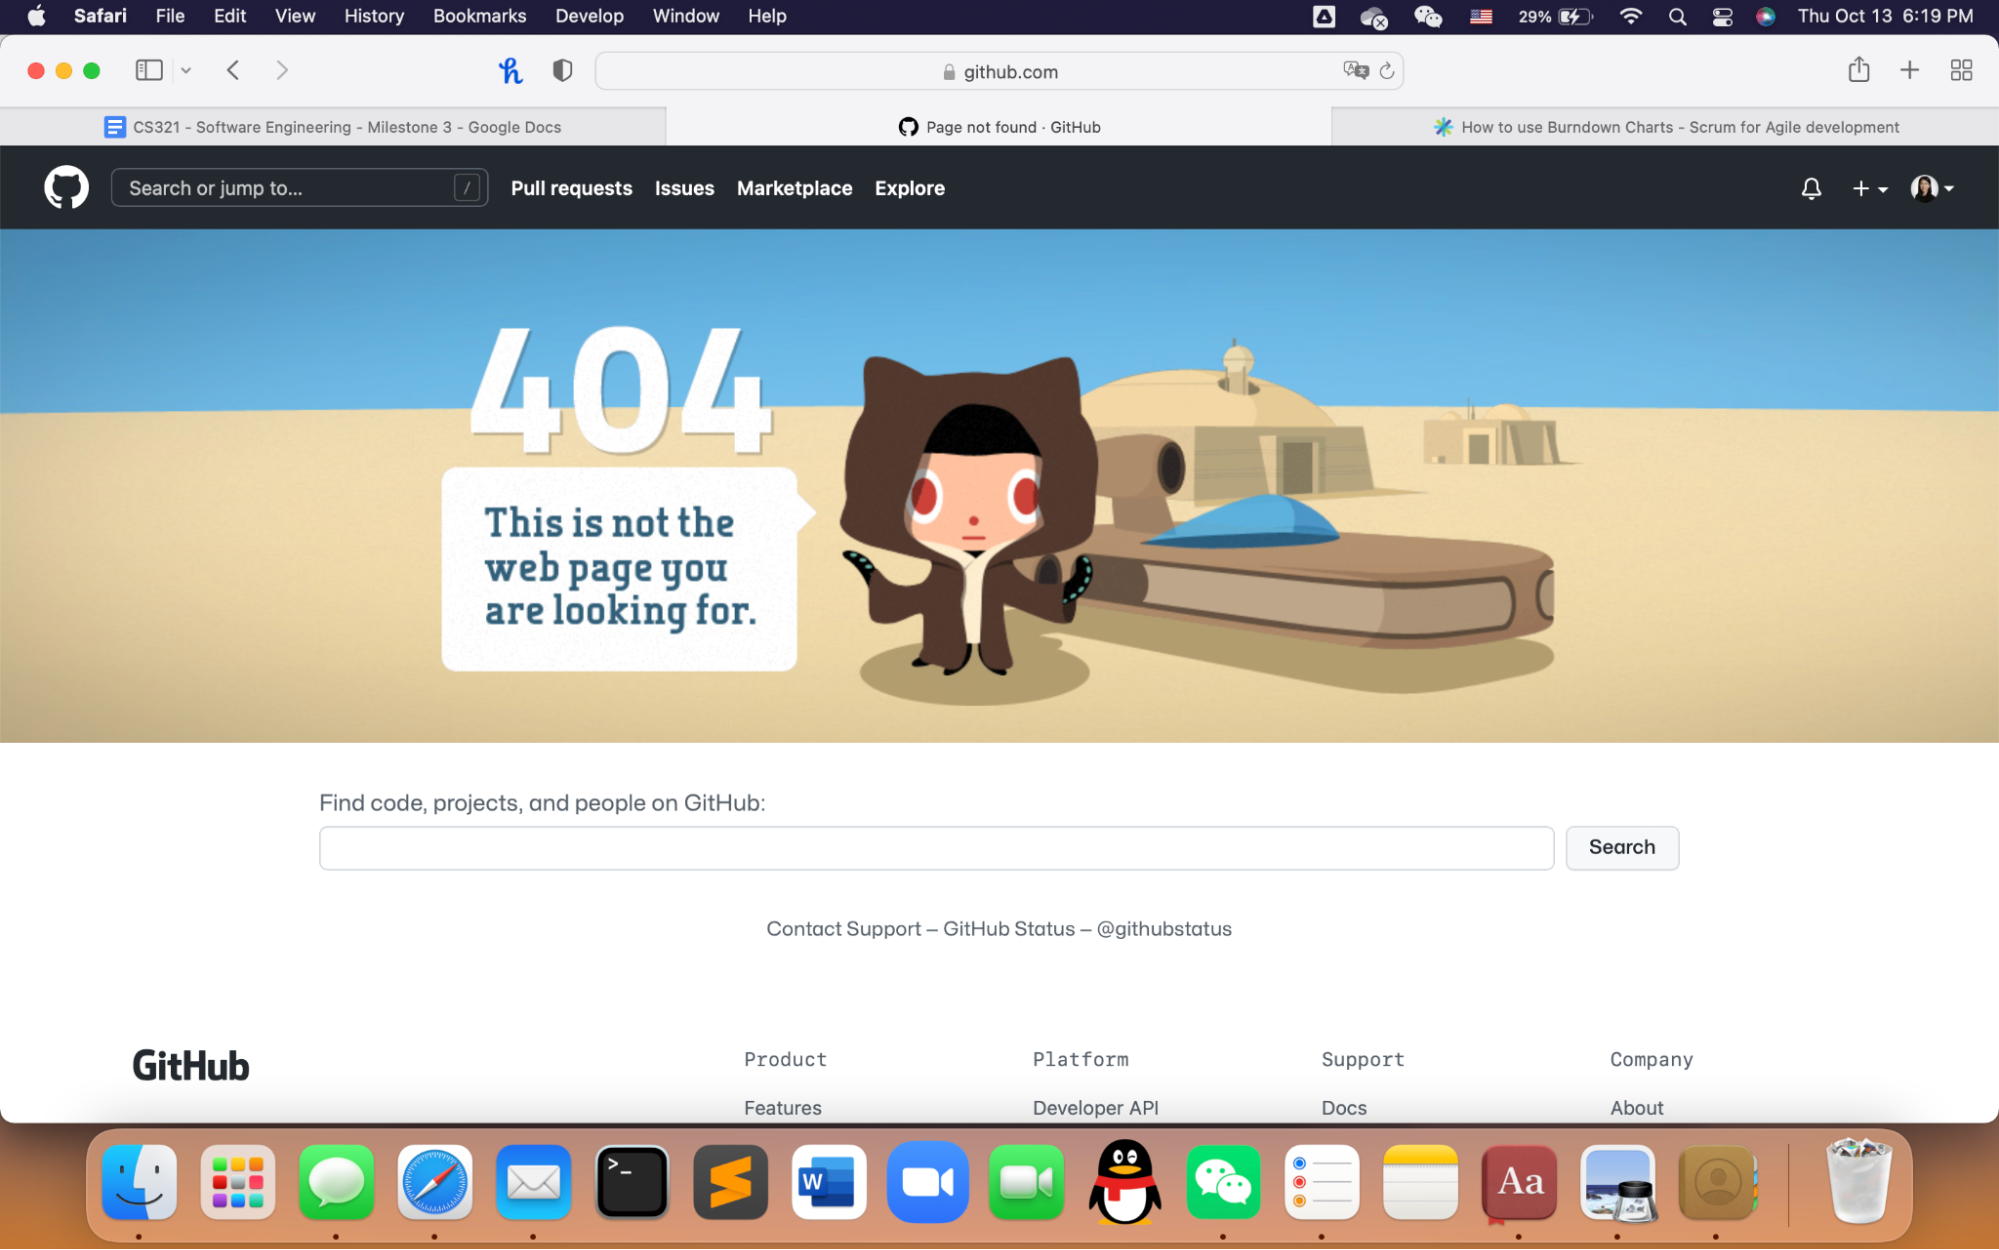 Safari File Edit View History Bookmarks Develop Window Help 29% Thu Oct 13 6:19 PM
github.com
CS321 - Software Engineering - Milestone 3 - Google Docs
Page not found · GitHub
How to use Burndown Charts - Scrum for Agile development
Search or jump to... /
Pull requests Issues Marketplace Explore
404
This is not the
web page you
are looking for.
Find code, projects, and people on GitHub:
Search
Contact Support — GitHub Status — @githubstatus
GitHub
Product Platform Support Company
Features Developer API Docs About
>_ W Aa